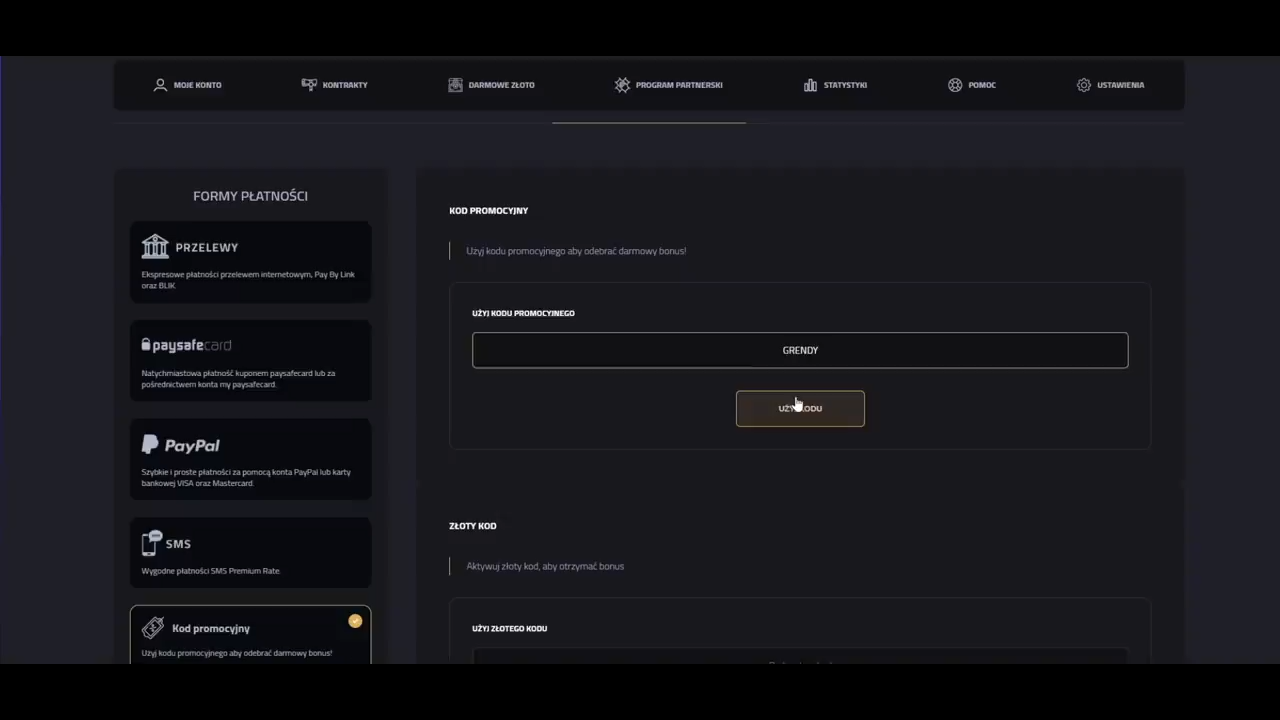 MOJE KONTO
KONTRAKTY
DARMOWE ZŁOTO
PROGRAM PARTNERSKI
STATYSTYKI
POMOC
USTAWIENIA
FORMY PŁATNOŚCI
PRZELEWY
Ekspresowe płatności przelewem internetowym, Pay By Link
oraz BLIK.
paysafecard
Natychmiastowa płatność kuponem paysafecard lub za
pośrednictwem konta my paysafecard.
PayPal
Szybkie i proste płatności za pomocą konta PayPal lub karty
bankowej VISA oraz Mastercard.
SMS
Wygodne płatności SMS Premium Rate.
Kod promocyjny
Uzyj kodu promocyjnego aby odebrać darmowy bonus!
KOD PROMOCYJNY
Uzyj kodu promocyjnego aby odebrać darmowy bonus!
UŻYJ KODU PROMOCYJNEGO
GRENDY
UŻYJ KODU
ZŁOTY KOD
Aktywuj złoty kod, aby otrzymać bonus
UŻYJ ZŁOTEGO KODU